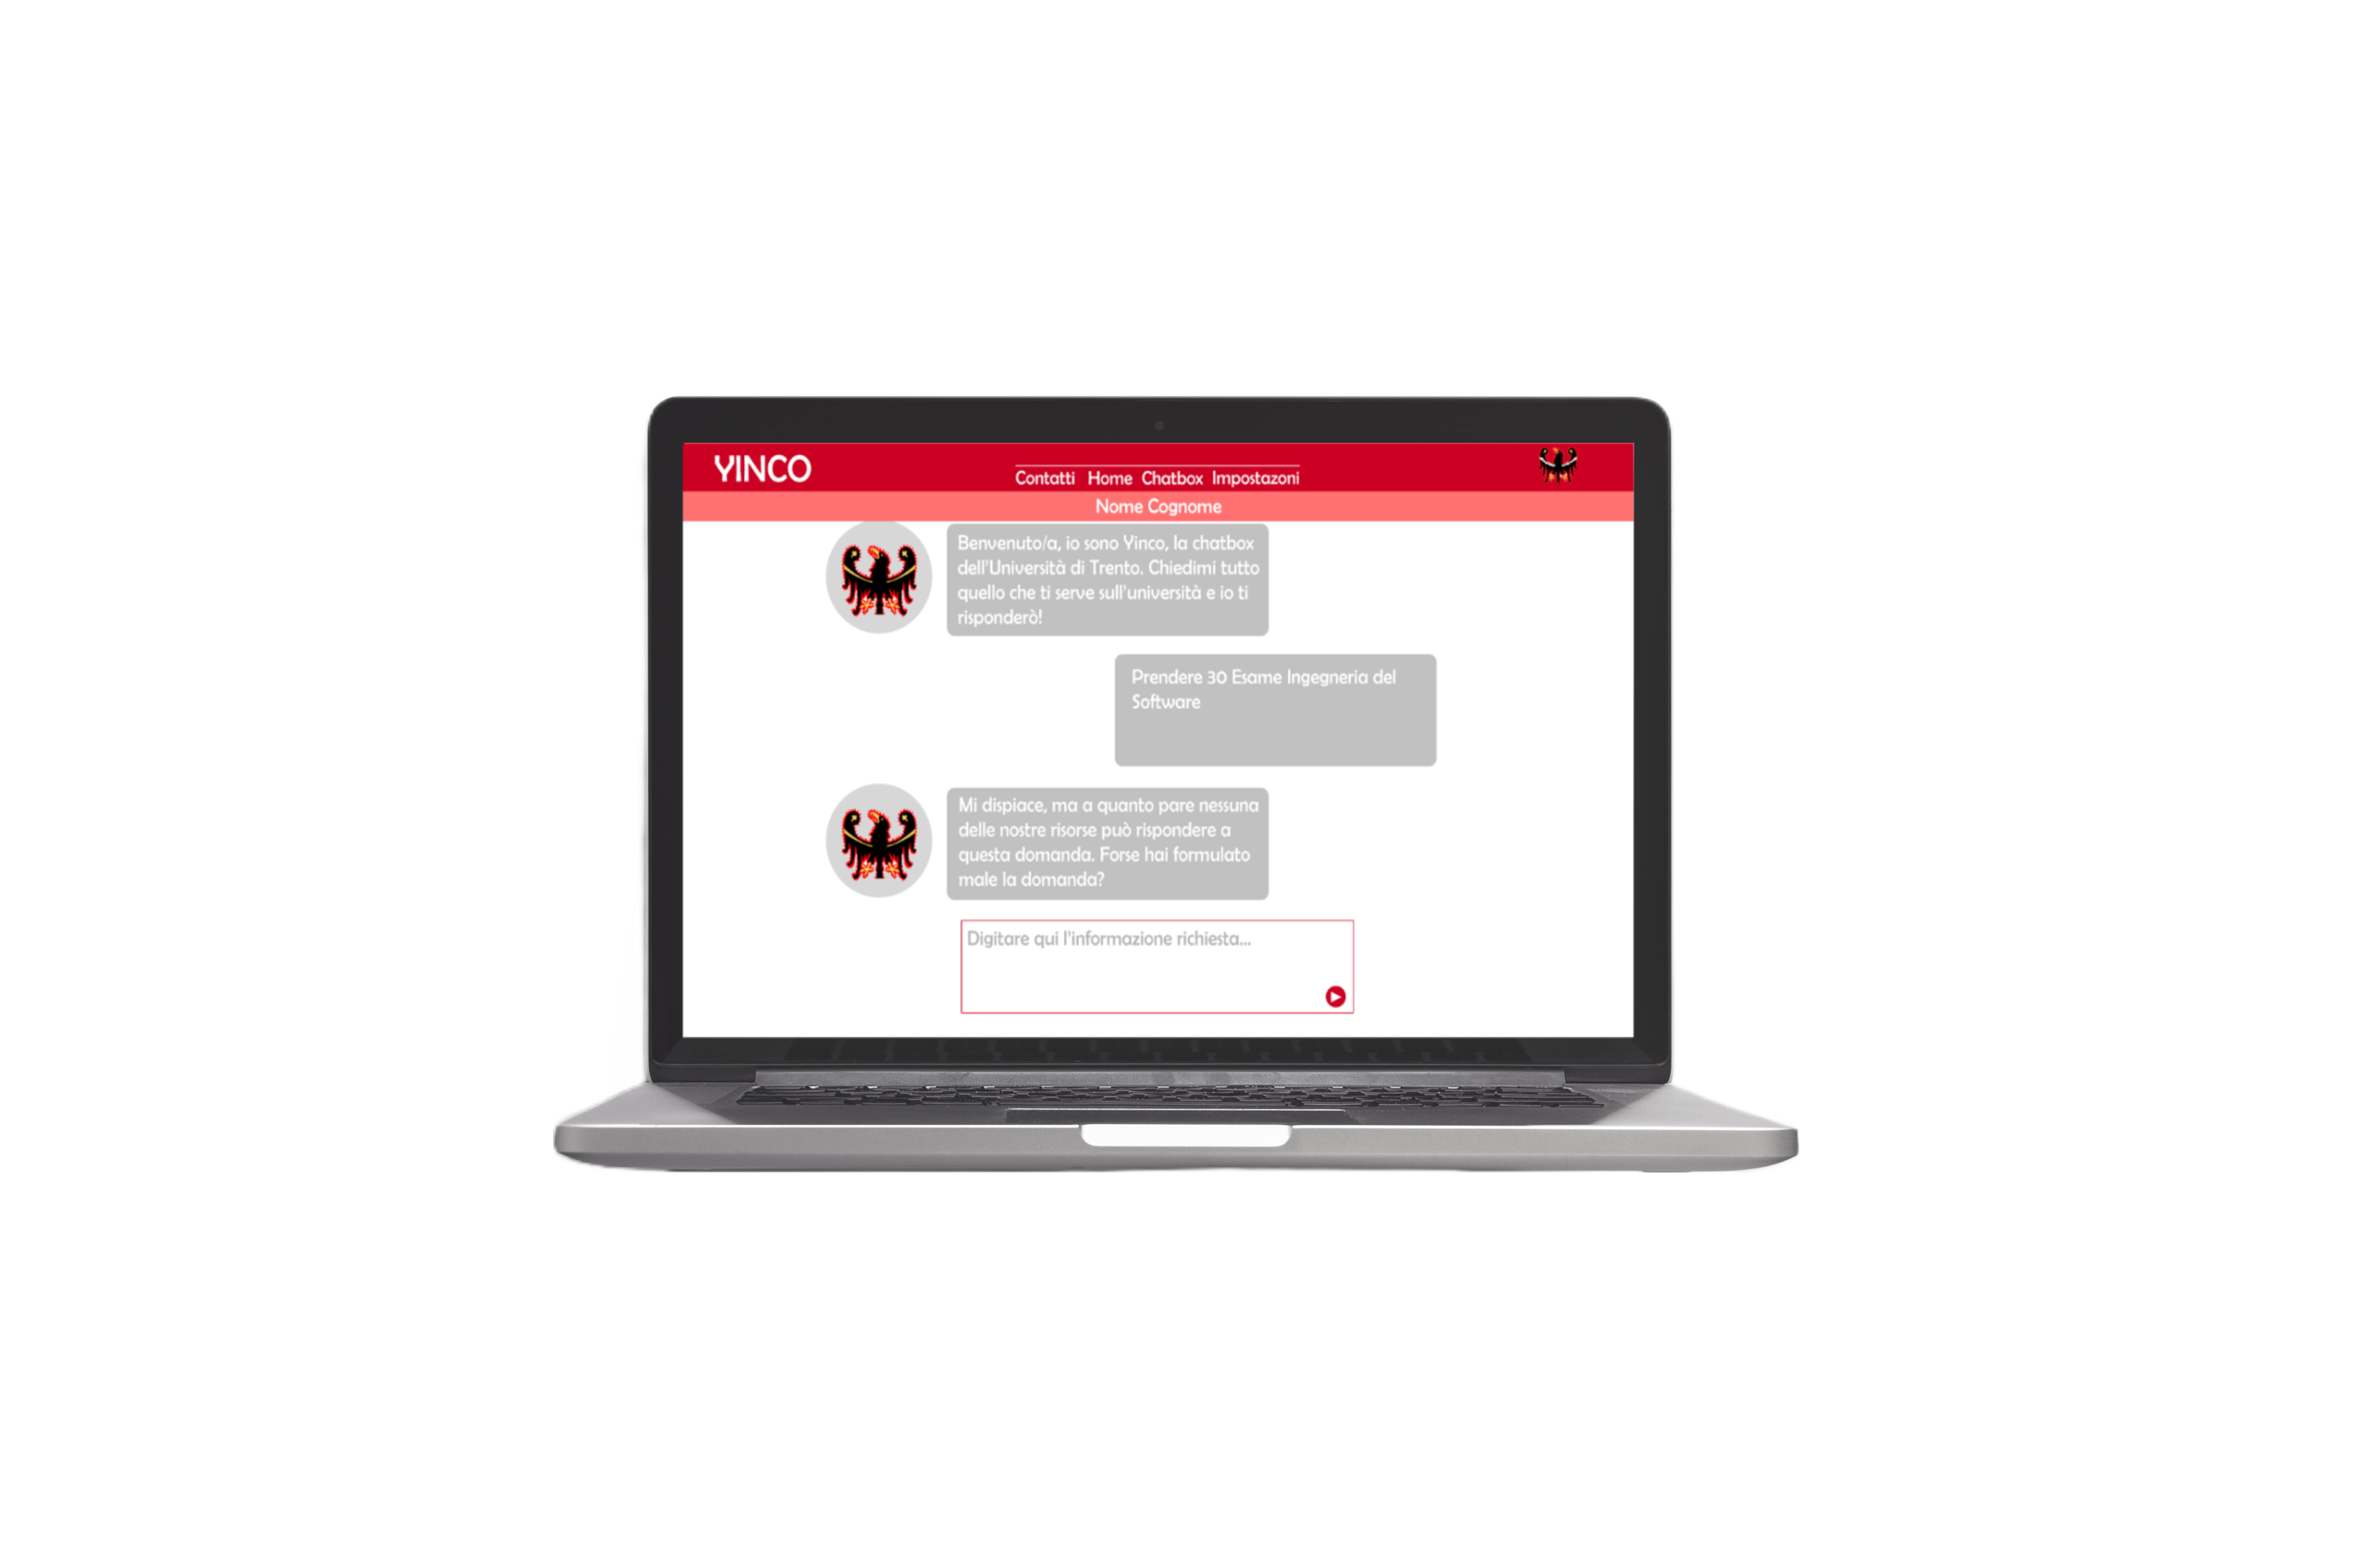 YINCO
Contatti Home Chatbox Impostazoni
Nome Cognome
Benvenuto/a, io sono Yinco, la chatbox
dell'Università di Trento. Chiedimi tutto
quello che ti serve sull'università e io ti
risponderò!
Prendere 30 Esame Ingegneria del
Software
Mi dispiace, ma a quanto pare nessuna
delle nostre risorse può rispondere a
questa domanda. Forse hai formulato
male la domanda?
Digitare qui l'informazione richiesta...